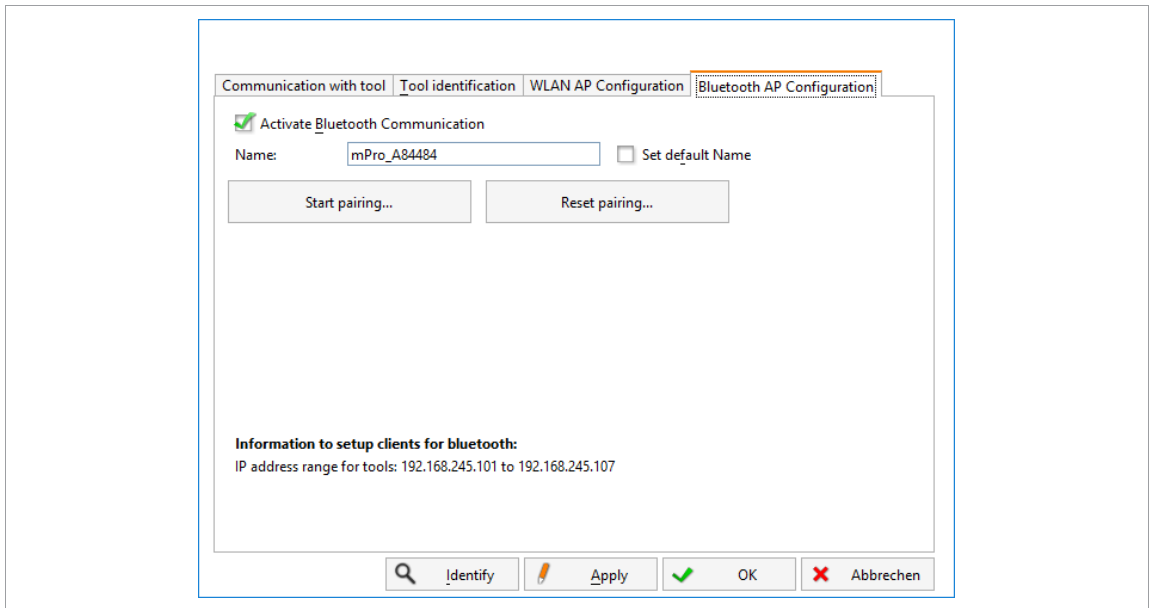 Communication with tool Tool identification WLAN AP Configuration Bluetooth AP Configuration
Activate Bluetooth Communication
Name: mPro_A84484 Set default Name
Start pairing... Reset pairing...
Information to setup clients for bluetooth:
IP address range for tools: 192.168.245.101 to 192.168.245.107
Identify Apply OK Abbrechen